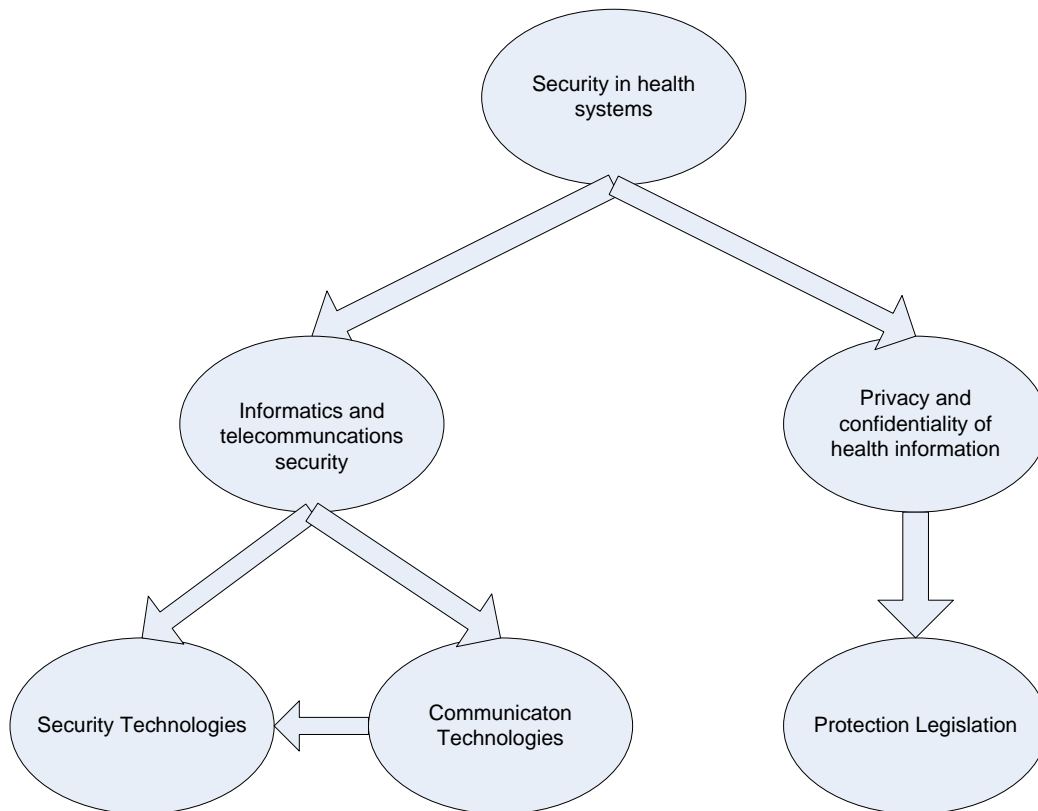 Security in health
systems
Informatics and
telecommuncations
security
Privacy and
confidentiality of
health information
Security Technologies
Communicaton
Technologies
Protection Legislation